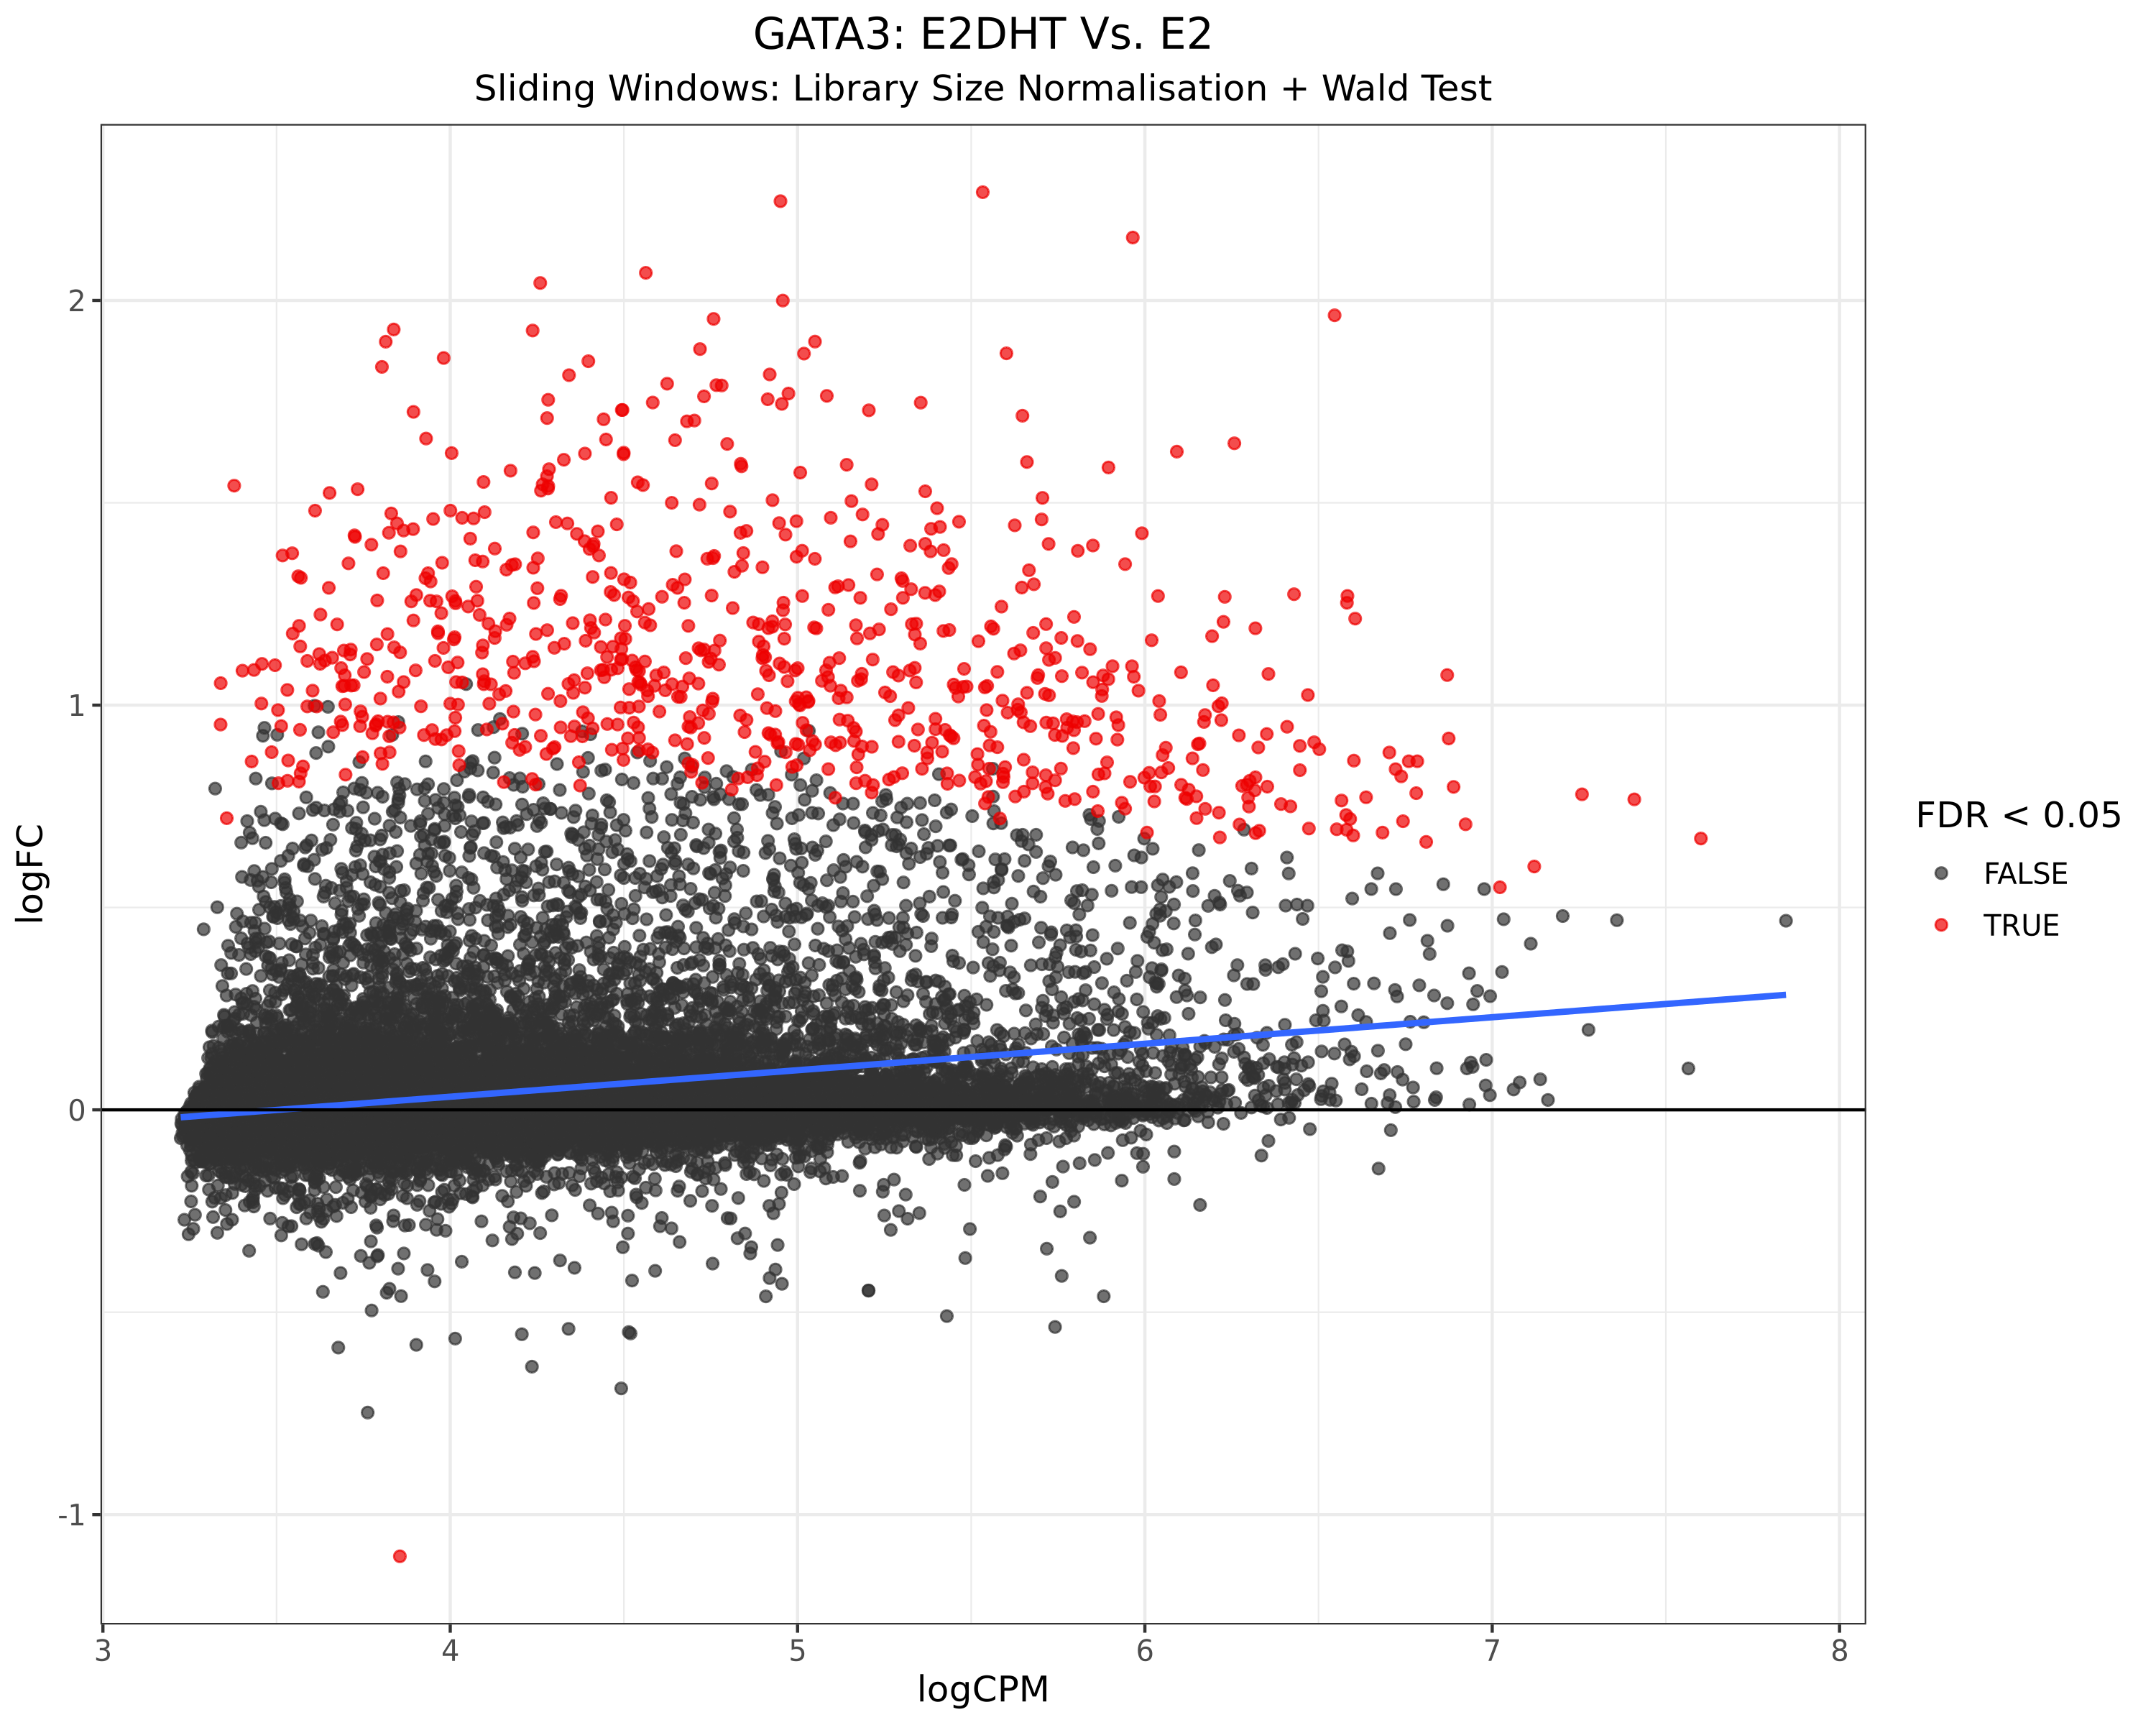 GATA3: E2DHT Vs. E2
Sliding Windows: Library Size Normalisation + Wald Test
logFC
2
1
0
-1
3 4 5 6 7 8
logCPM
FDR < 0.05
FALSE
TRUE